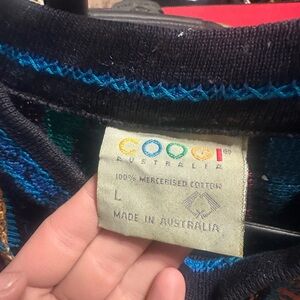 COOGI®
AUSTRALIA
100% MERCERISED COTTON
L
MADE IN AUSTRALIA